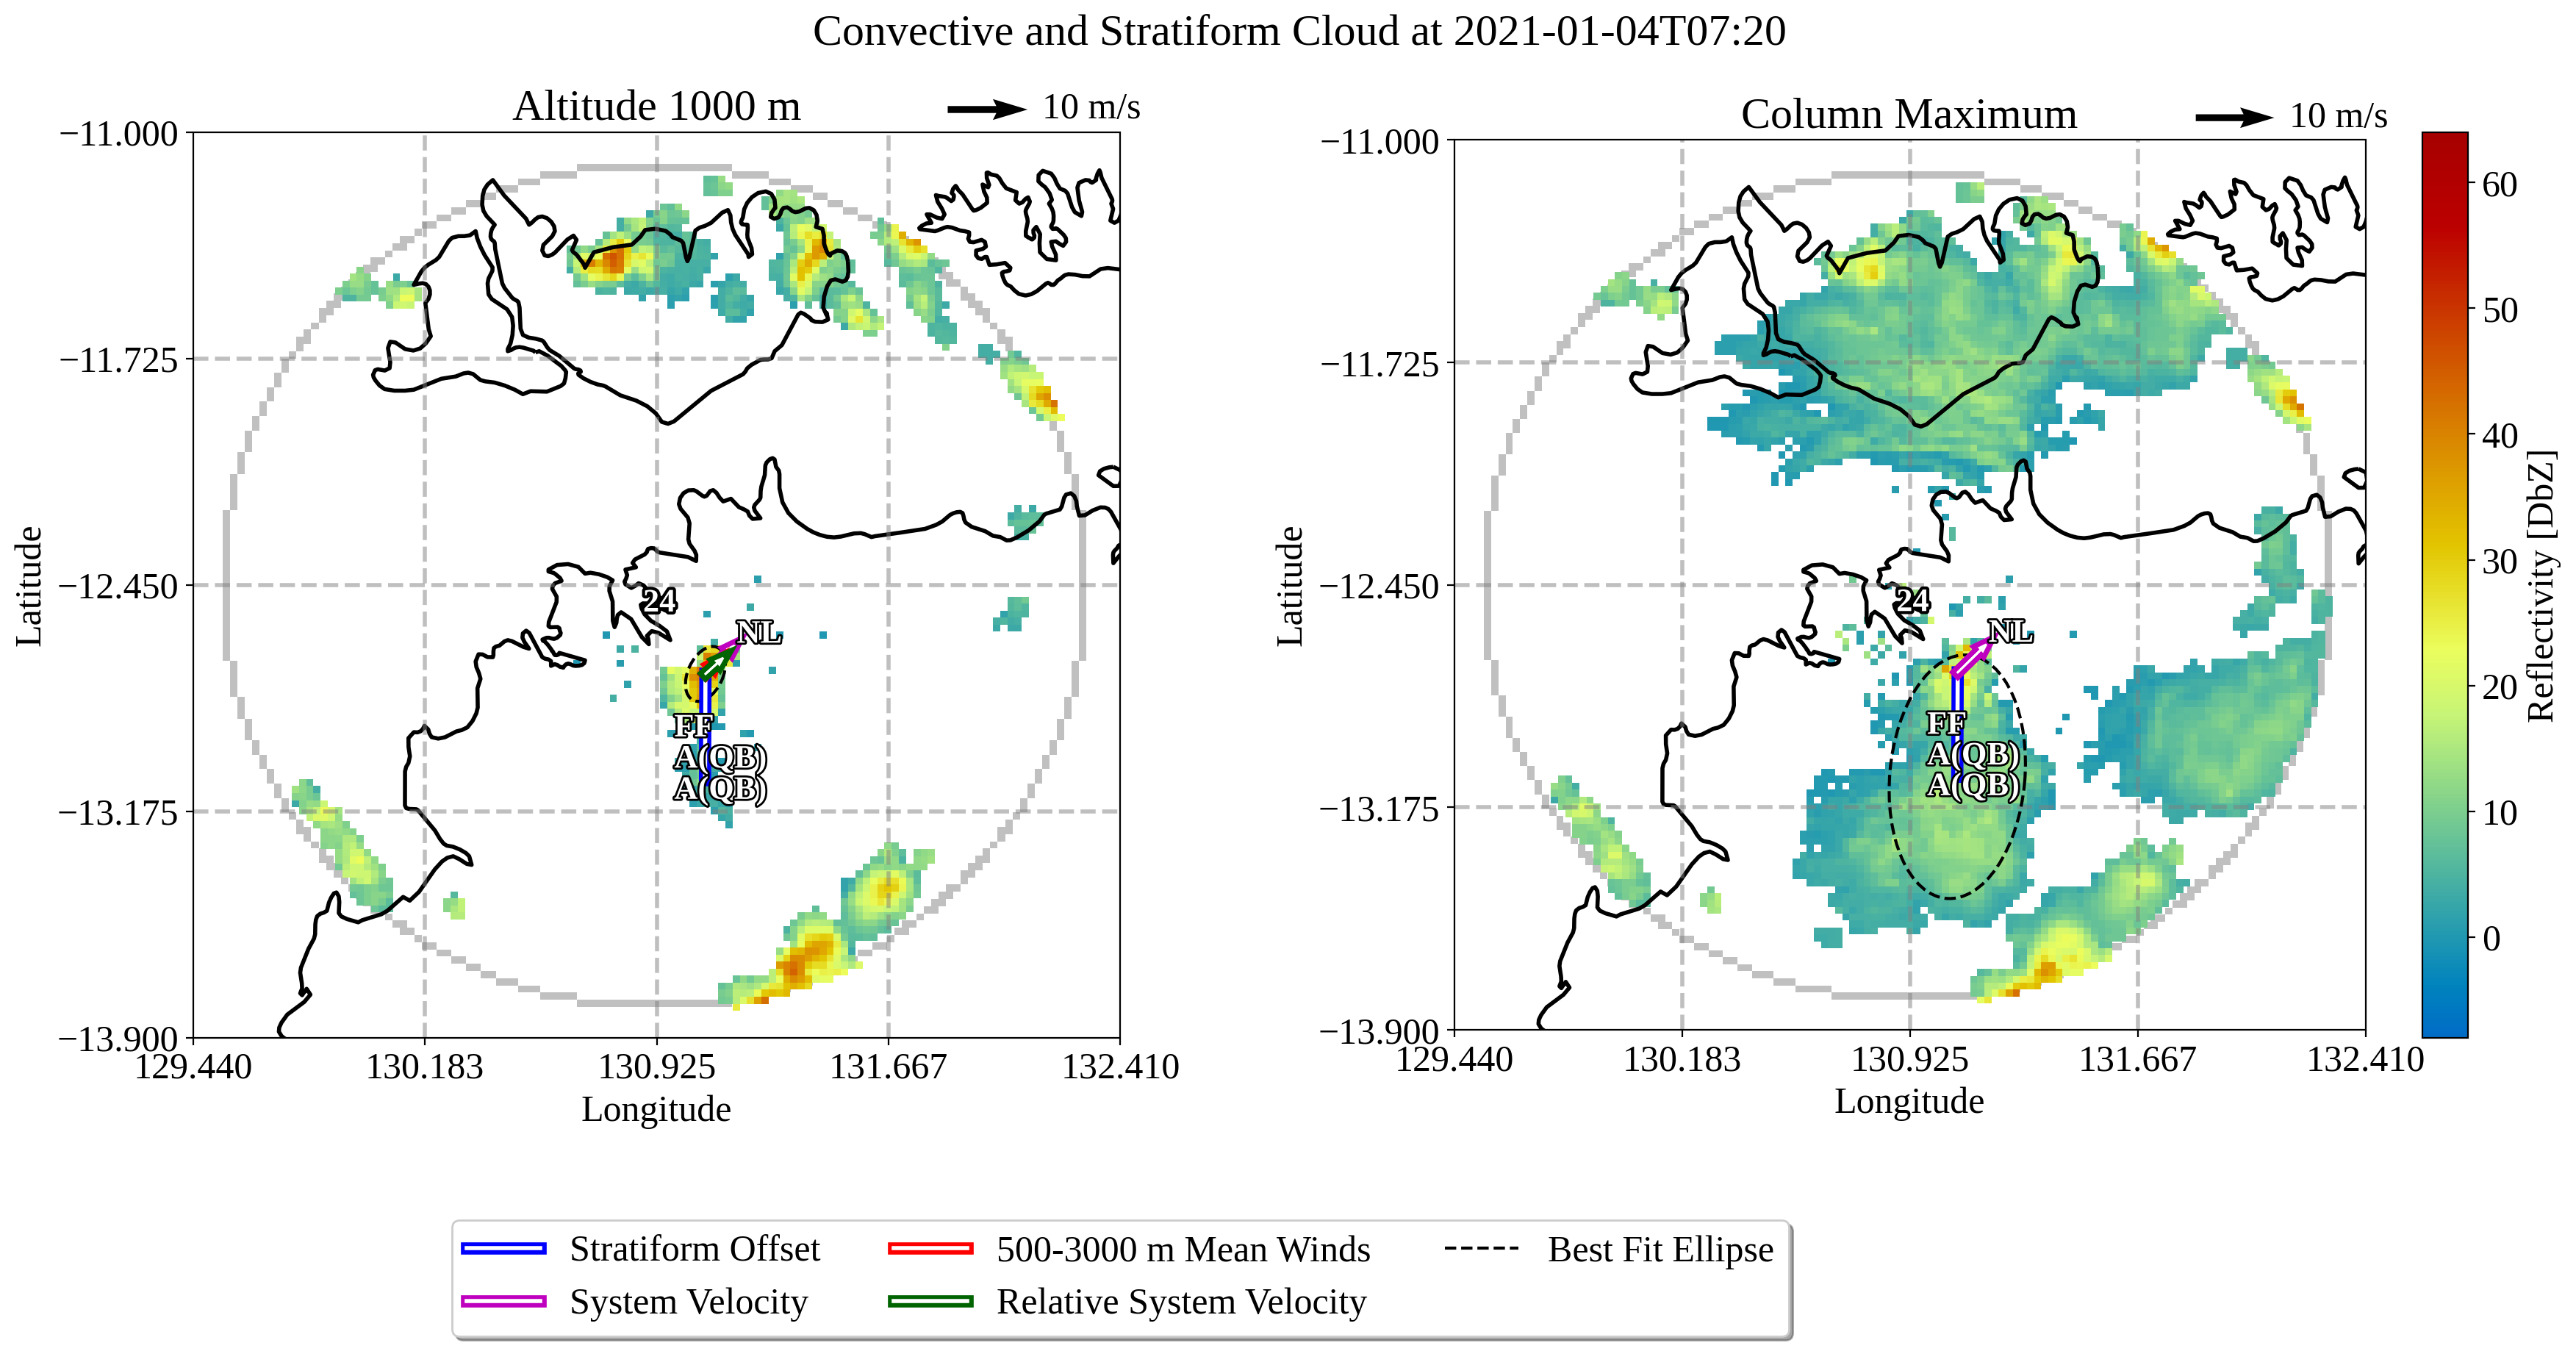 Convective and Stratiform Cloud at 2021-01-04T07:20
Altitude 1000 m
10 m/s
−11.000
−11.725
−12.450
−13.175
−13.900
129.440
130.183
130.925
131.667
132.410
Latitude
Longitude
24
NL
FF
A(QB)
A(QB)
Column Maximum
10 m/s
−11.000
−11.725
−12.450
−13.175
−13.900
129.440
130.183
130.925
131.667
132.410
Latitude
Longitude
24
NL
FF
A(QB)
A(QB)
60
50
40
30
20
10
0
Reflectivity [DbZ]
Stratiform Offset
500-3000 m Mean Winds
Best Fit Ellipse
System Velocity
Relative System Velocity